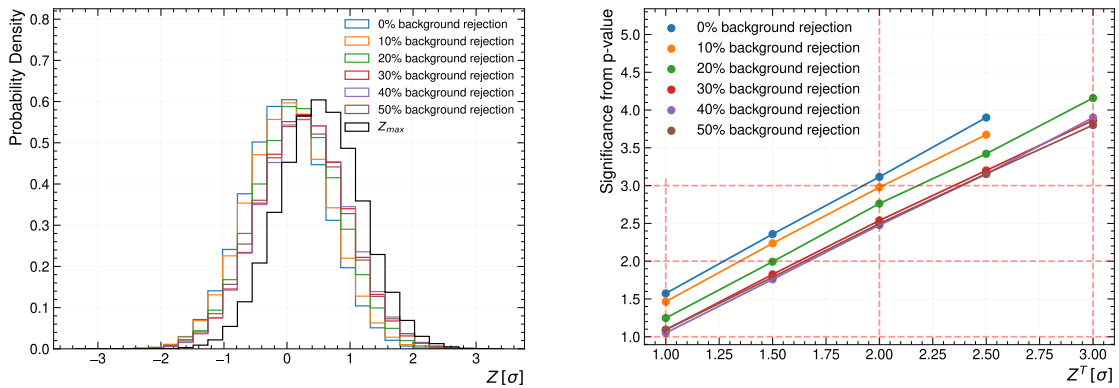 0.8
0.7
0.6
0.5
0.4
0.3
0.2
0.1
0.0
Probability Density
0% background rejection
10% background rejection
20% background rejection
30% background rejection
40% background rejection
50% background rejection
Zmax
−3 −2 −1 0 1 2 3
Z [σ]
5.0
4.5
4.0
3.5
3.0
2.5
2.0
1.5
1.0
Significance from p-value
0% background rejection
10% background rejection
20% background rejection
30% background rejection
40% background rejection
50% background rejection
1.00 1.25 1.50 1.75 2.00 2.25 2.50 2.75 3.00
Z^T [σ]